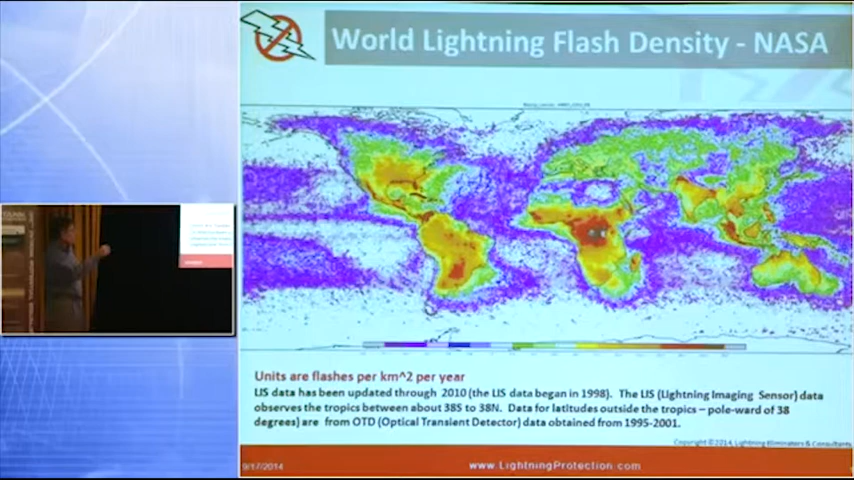 World Lightning Flash Density - NASA
Units are flashes per km^2 per year
LIS data has been updated through 2010 (the LIS data began in 1998). The LIS (Lightning Imaging Sensor) data
observes the tropics between about 38S to 38N. Data for latitudes outside the tropics – pole-ward of 38
degrees) are from OTD (Optical Transient Detector) data obtained from 1995-2001.
Copyright ©2014, Lightning Eliminators & Consultants
9/17/2014
www.LightningProtection.com